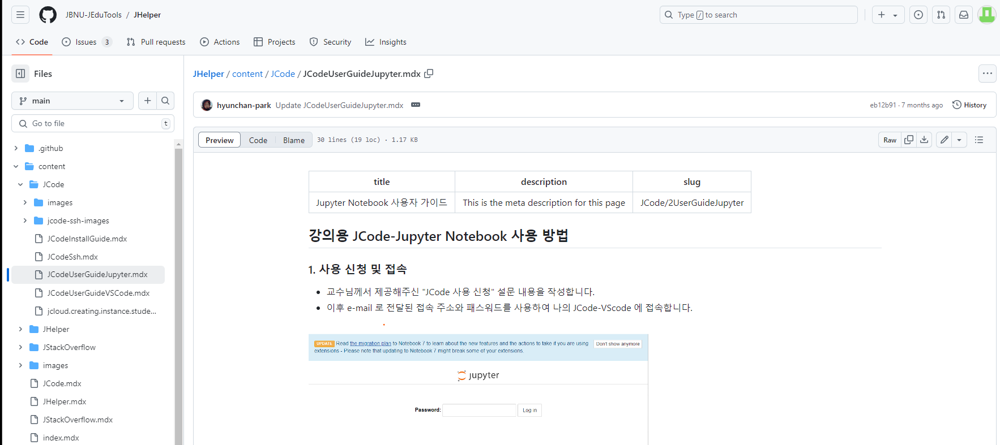 JBNU-JEduTools / JHelper
Type / to search
Code
Issues 3
Pull requests
Actions
Projects
Security
Insights
Files
main
Go to file
t
.github
content
JCode
images
jcode-ssh-images
JCodeInstallGuide.mdx
JCodeSsh.mdx
JCodeUserGuideJupyter.mdx
JCodeUserGuideVSCode.mdx
jcloud.creating.instance.stude...
JHelper
JStackOverflow
images
JCode.mdx
JHelper.mdx
JStackOverflow.mdx
index.mdx
JHelper / content / JCode / JCodeUserGuideJupyter.mdx
hyunchan-park Update JCodeUserGuideJupyter.mdx
eb12b91 · 7 months ago
History
Preview
Code
Blame
30 lines (19 loc) · 1.17 KB
Raw
title description slug
Jupyter Notebook 사용자 가이드 This is the meta description for this page JCode/2UserGuideJupyter
강의용 JCode-Jupyter Notebook 사용 방법
1. 사용 신청 및 접속
• 교수님께서 제공해주신 "JCode 사용 신청" 설문 내용을 작성합니다.
• 이후 e-mail 로 전달된 접속 주소와 패스워드를 사용하여 나의 JCode-VScode 에 접속합니다.
UPDATE Read the migration plan to Notebook 7 to learn about the new features and the actions to take if you are using
extensions - Please note that updating to Notebook 7 might break some of your extensions.
Don't show anymore
jupyter
Password:
Log in